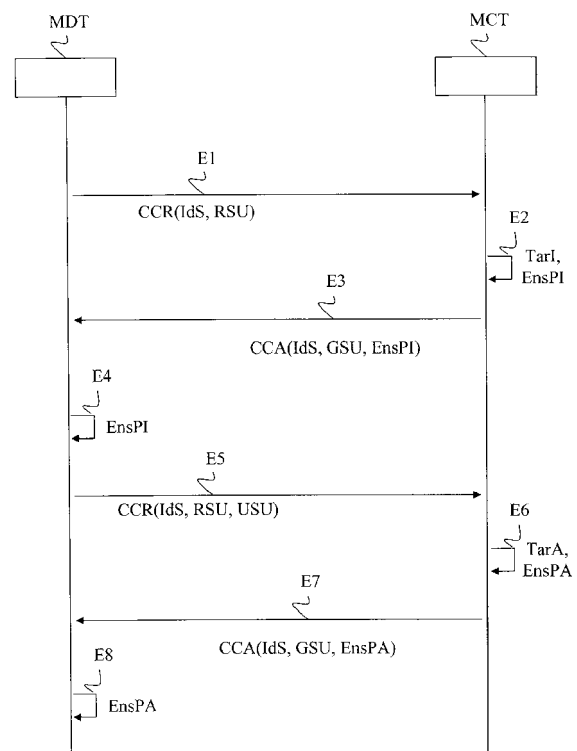 MDT
MCT
E1
CCR(IdS, RSU)
E2
TarI,
EnsPI
E3
CCA(IdS, GSU, EnsPI)
E4
EnsPI
E5
CCR(IdS, RSU, USU)
E6
TarA,
EnsPA
E7
CCA(IdS, GSU, EnsPA)
E8
EnsPA